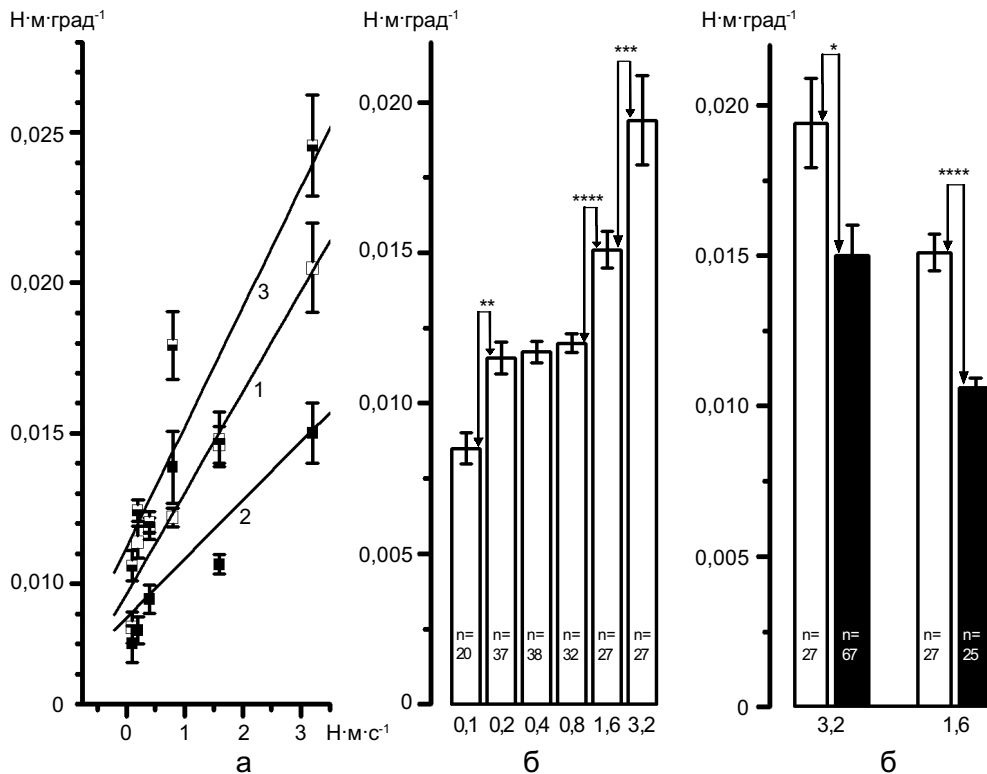 Н·м·град⁻¹
0,025
0,020
0,015
0,010
0
3
1
2
0 1 2 3 Н·м·с⁻¹
а
Н·м·град⁻¹
0,020
0,015
0,010
0,005
0
**
****
***
n= n= n= n= n= n=
20 37 38 32 27 27
0,1 0,2 0,4 0,8 1,6 3,2
б
Н·м·град⁻¹
0,020
0,015
0,010
0,005
0
*
****
n= n= n= n=
27 67 27 25
3,2 1,6
б